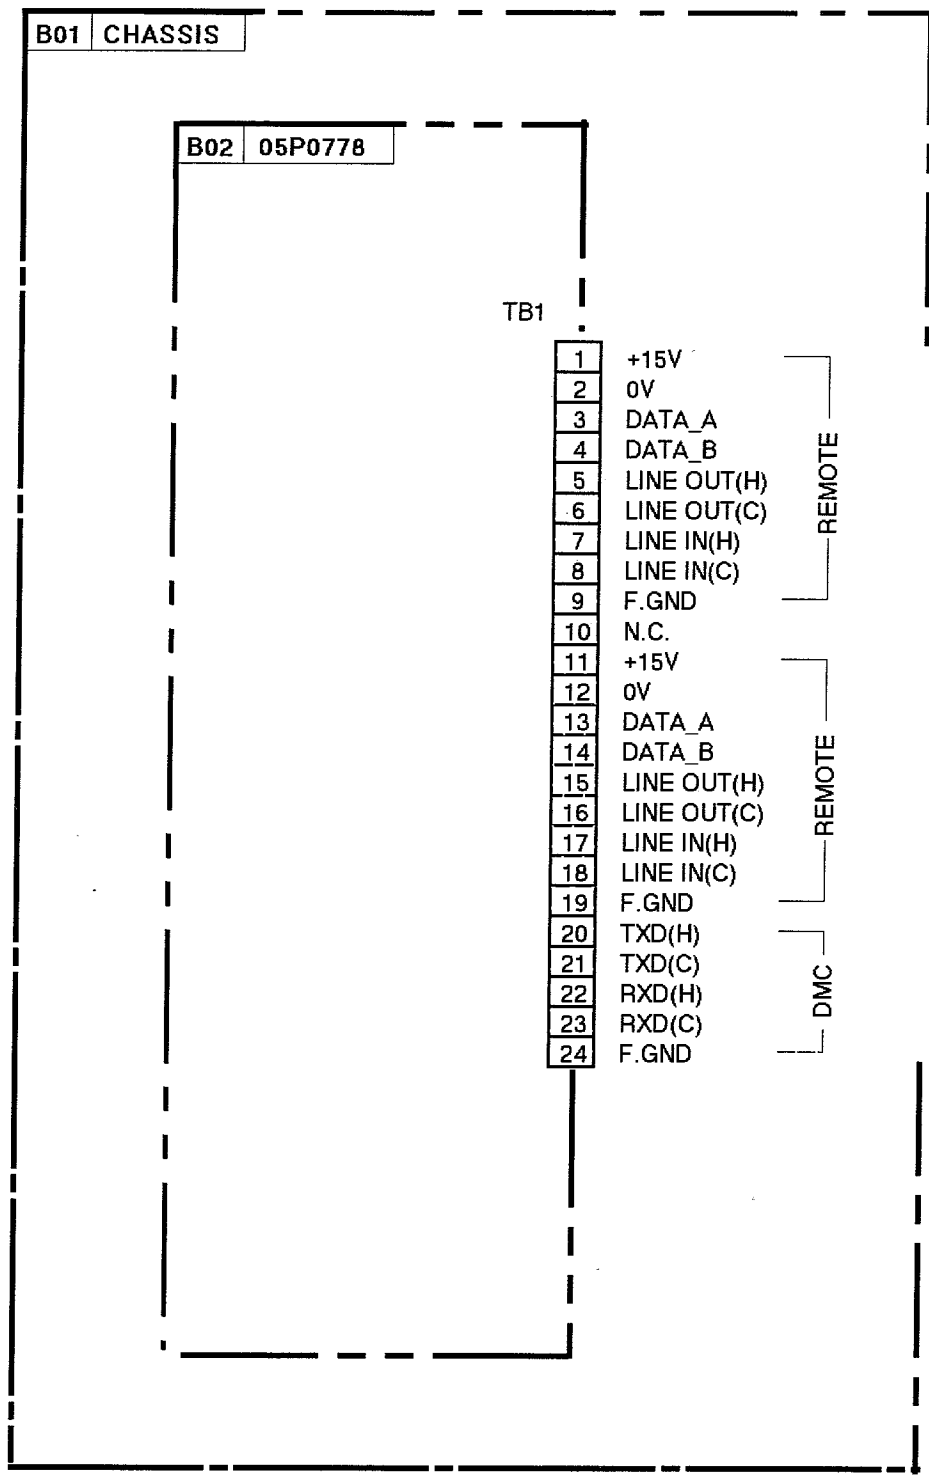 B01 CHASSIS
B02 05P0778
TB1
1 +15V
2 0V
3 DATA_A
4 DATA_B
5 LINE OUT(H)
6 LINE OUT(C)
7 LINE IN(H)
8 LINE IN(C)
9 F.GND
REMOTE
10 N.C.
11 +15V
12 0V
13 DATA_A
14 DATA_B
15 LINE OUT(H)
16 LINE OUT(C)
17 LINE IN(H)
18 LINE IN(C)
19 F.GND
REMOTE
20 TXD(H)
21 TXD(C)
22 RXD(H)
23 RXD(C)
24 F.GND
DMC